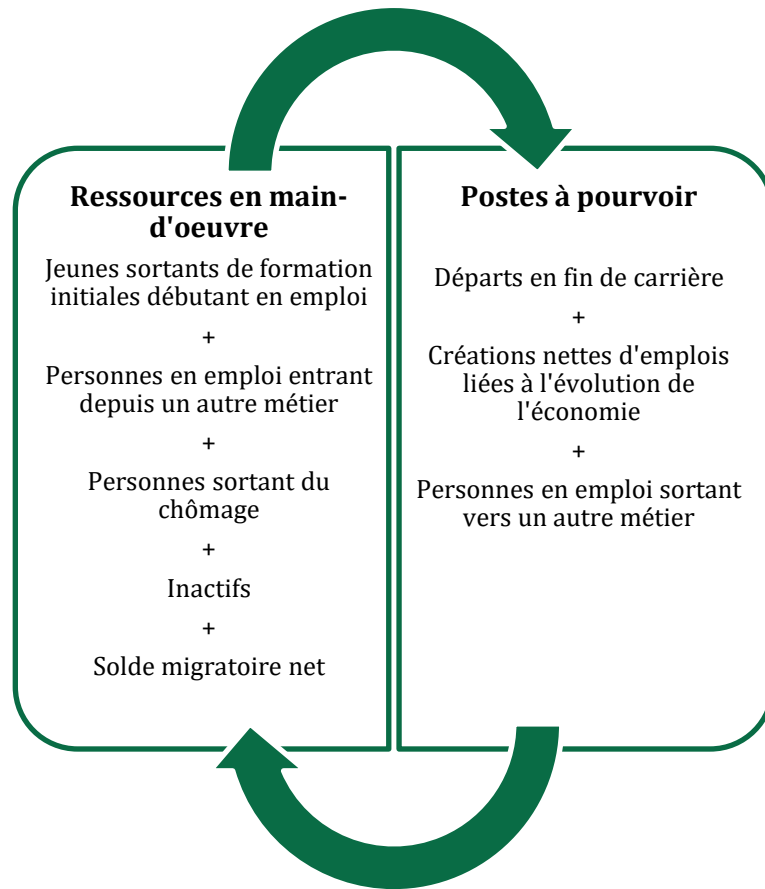 Ressources en main-
d'oeuvre
Jeunes sortants de formation
initiales débutant en emploi
+
Personnes en emploi entrant
depuis un autre métier
+
Personnes sortant du
chômage
+
Inactifs
+
Solde migratoire net
Postes à pourvoir
Départs en fin de carrière
+
Créations nettes d'emplois
liées à l'évolution de
l'économie
+
Personnes en emploi sortant
vers un autre métier